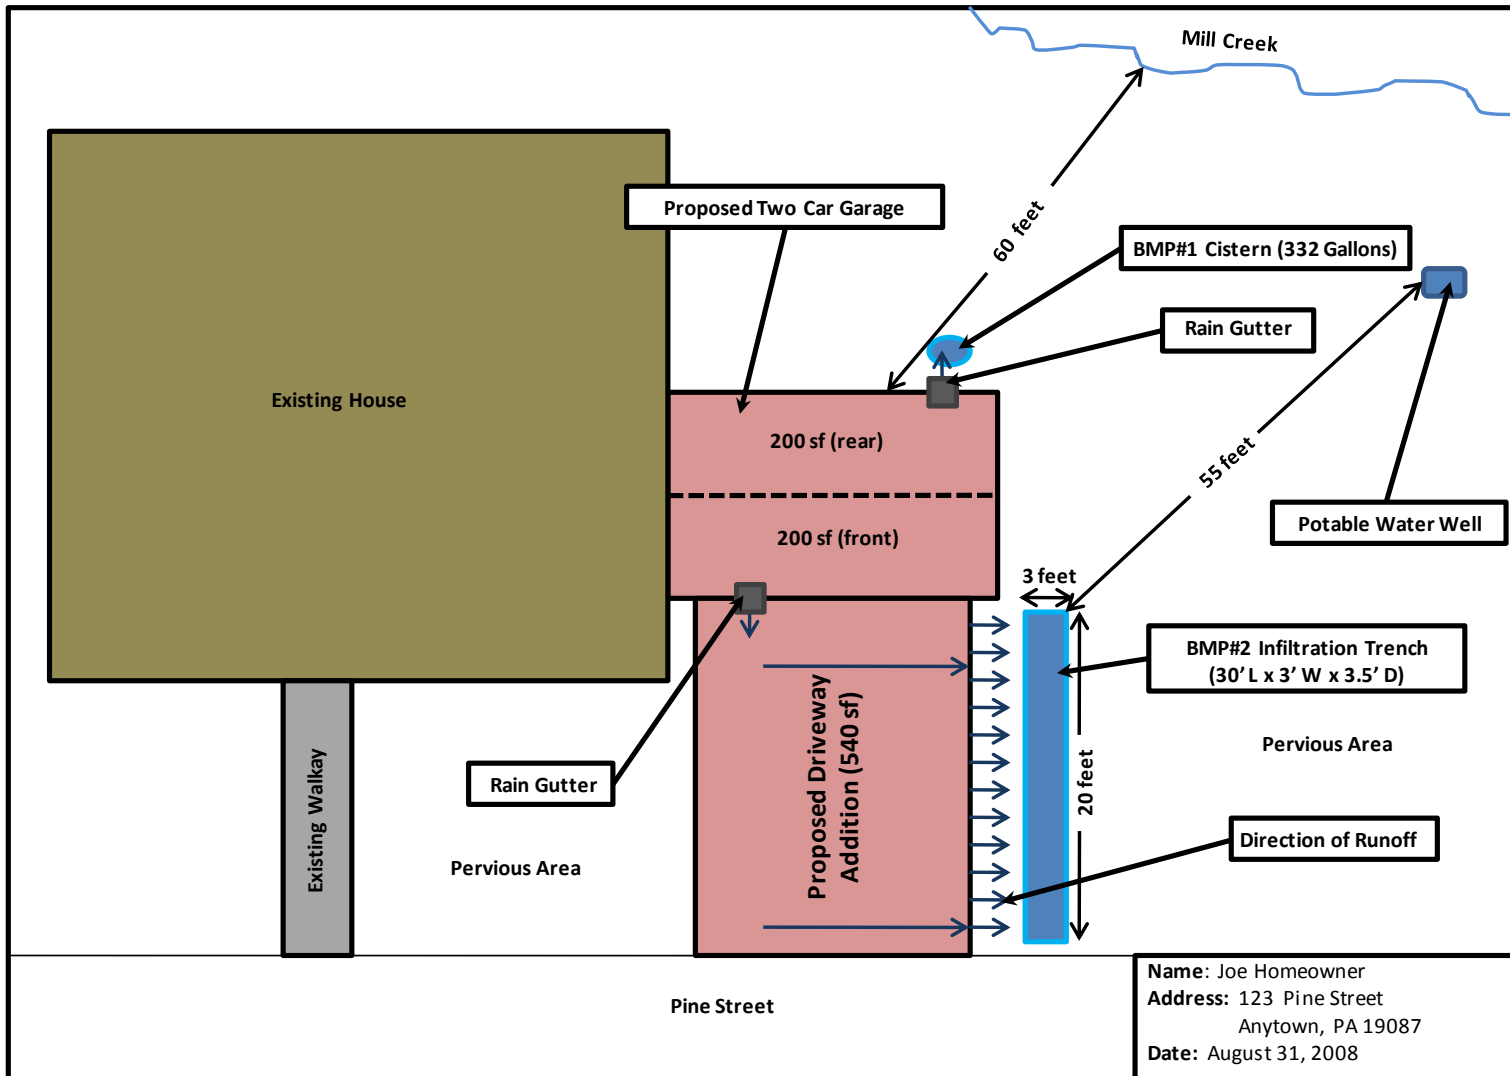 Mill Creek
Proposed Two Car Garage
60 feet
BMP#1 Cistern (332 Gallons)
Rain Gutter
Existing House
200 sf (rear)
55 feet
Potable Water Well
200 sf (front)
3 feet
BMP#2 Infiltration Trench
(30' L x 3' W x 3.5' D)
Proposed Driveway
Addition (540 sf)
20 feet
Pervious Area
Rain Gutter
Existing Walkay
Direction of Runoff
Pervious Area
Pine Street
Name: Joe Homeowner
Address: 123 Pine Street
Anytown, PA 19087
Date: August 31, 2008